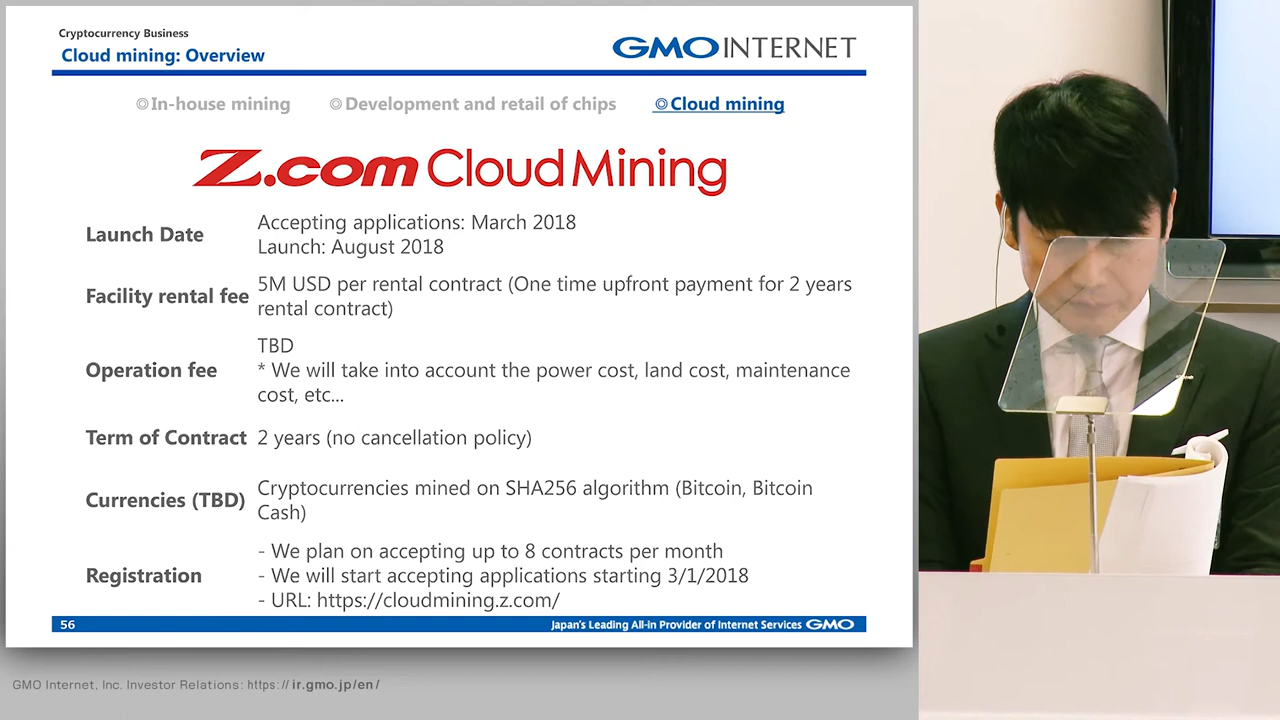 Cryptocurrency Business
Cloud mining: Overview
GMO INTERNET
◎In-house mining ◎Development and retail of chips ◎Cloud mining
Z.com Cloud Mining
Launch Date
Accepting applications: March 2018
Launch: August 2018
Facility rental fee
5M USD per rental contract (One time upfront payment for 2 years
rental contract)
Operation fee
TBD
* We will take into account the power cost, land cost, maintenance
cost, etc...
Term of Contract
2 years (no cancellation policy)
Currencies (TBD)
Cryptocurrencies mined on SHA256 algorithm (Bitcoin, Bitcoin
Cash)
Registration
- We plan on accepting up to 8 contracts per month
- We will start accepting applications starting 3/1/2018
- URL: https://cloudmining.z.com/
56
Japan's Leading All-in Provider of Internet Services GMO
GMO Internet, Inc. Investor Relations: https://ir.gmo.jp/en/